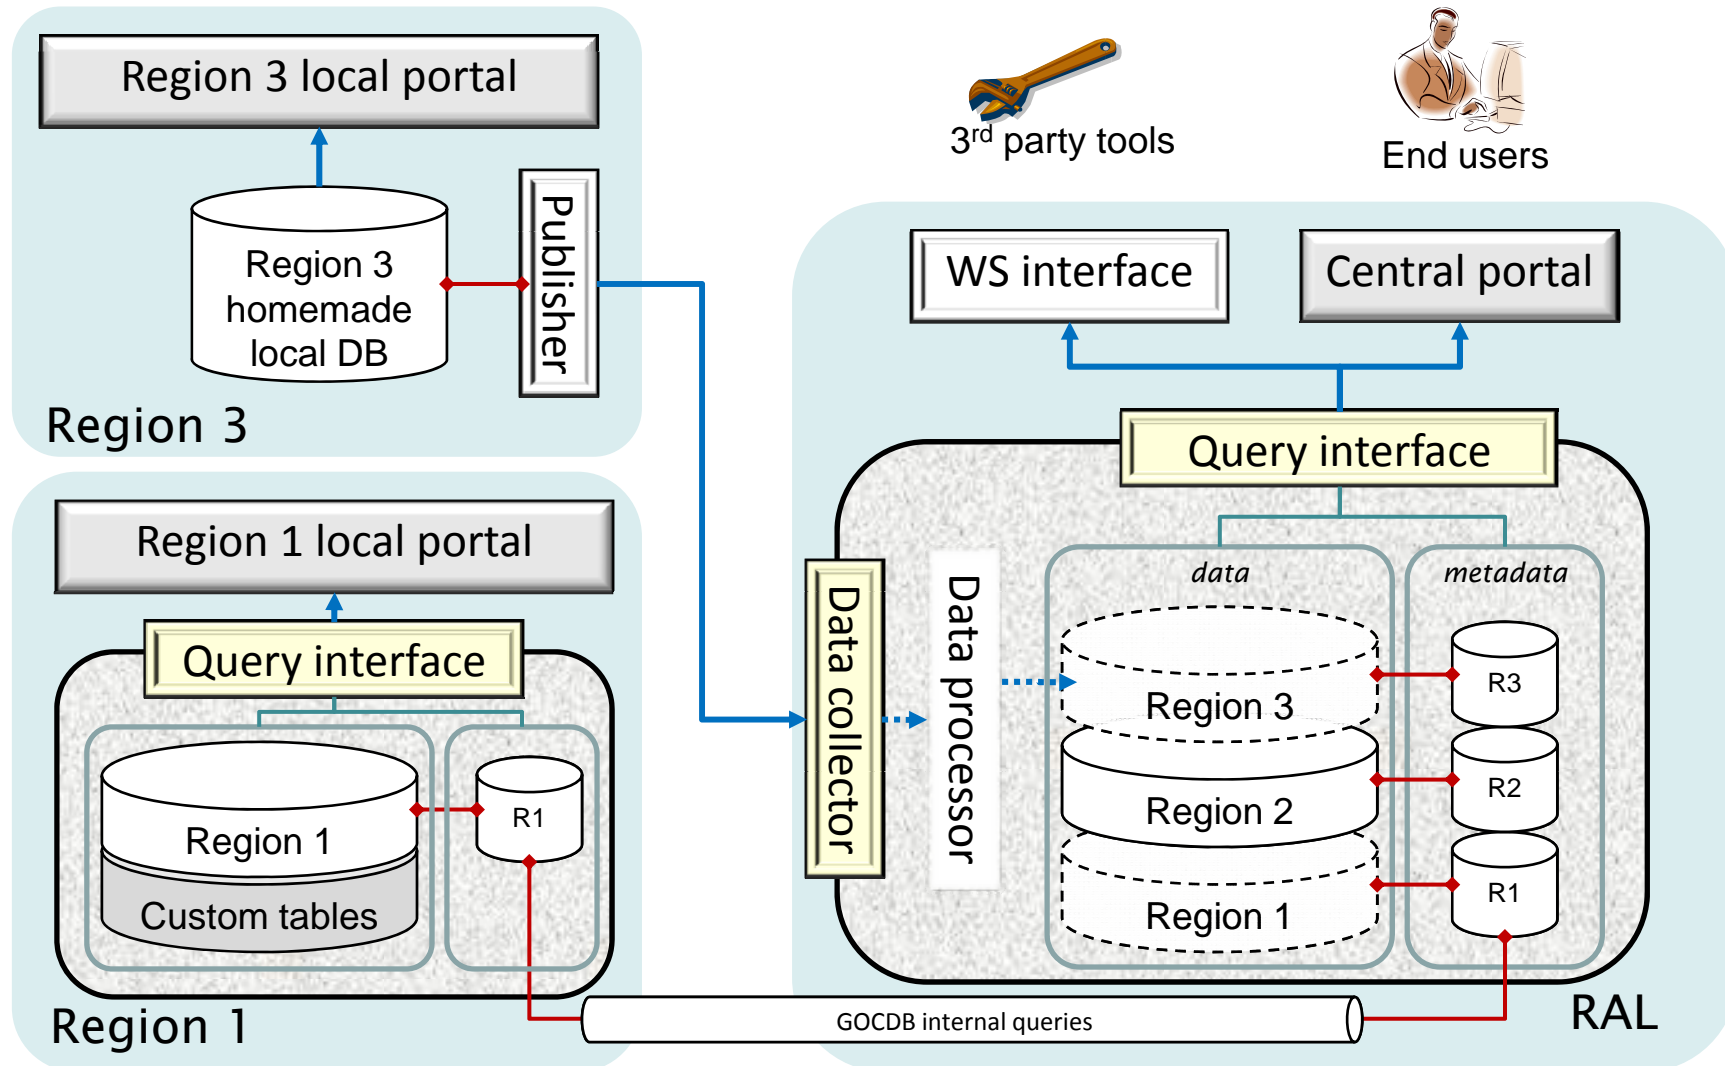 Region 3 local portal
Region 3
homemade
local DB
Publisher
Region 3
3rd party tools
End users
WS interface
Central portal
Query interface
Region 1 local portal
Query interface
Region 1
Custom tables
R1
Region 1
Data collector
Data processor
data
metadata
Region 3
R3
Region 2
R2
Region 1
R1
GOCDB internal queries
RAL